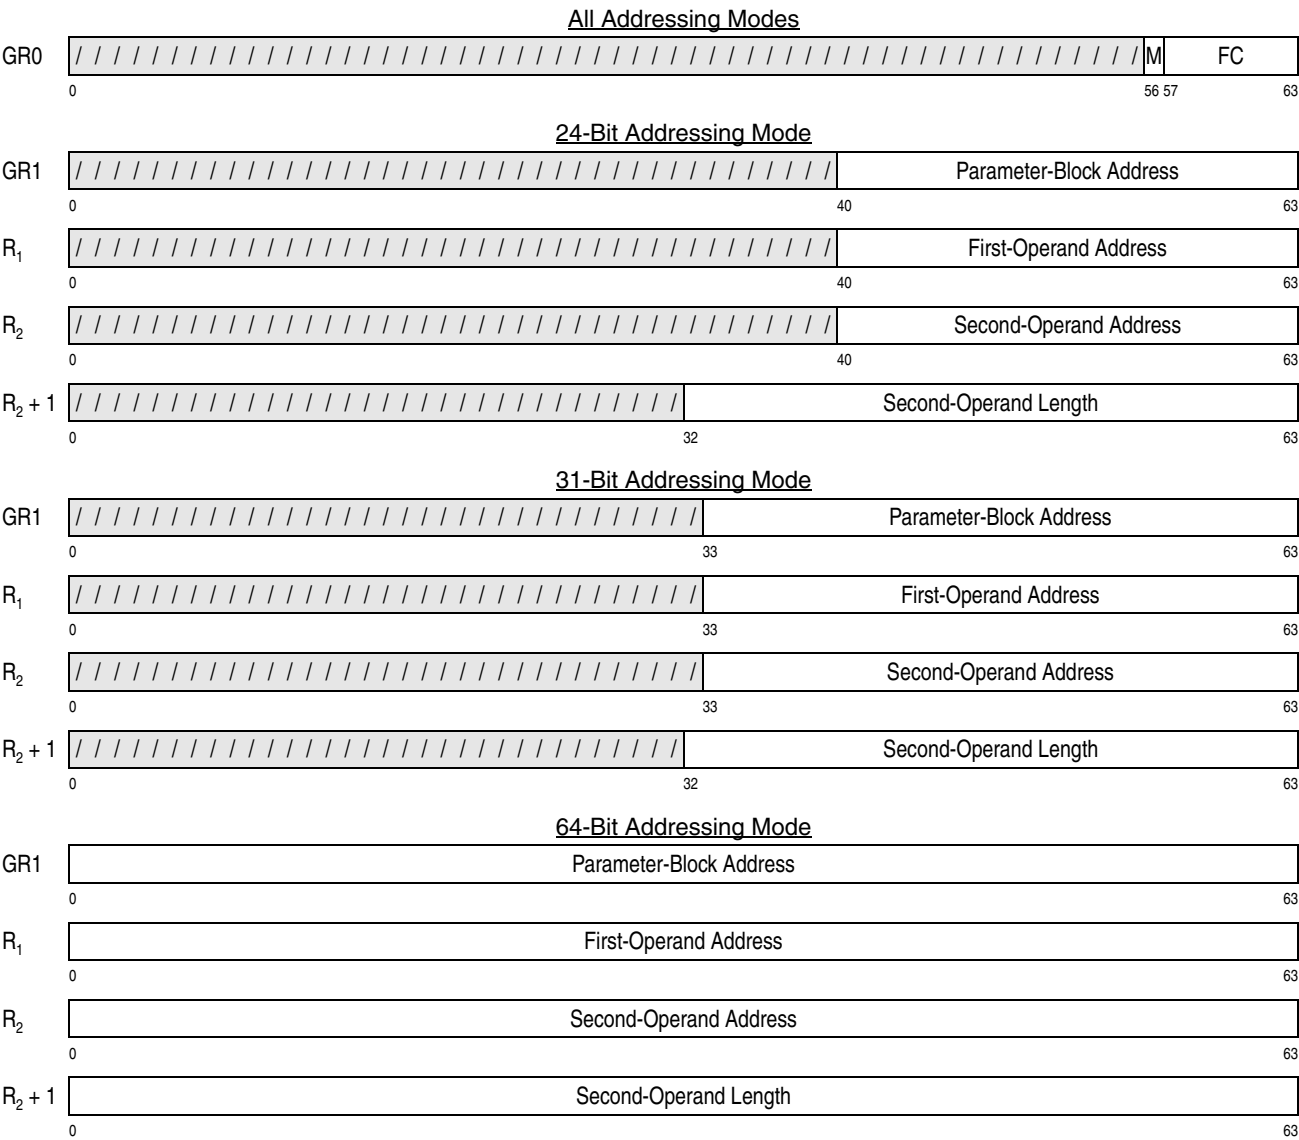 All Addressing Modes
GR0 / / / / / / / / / / / / / / / / / / / / / / / / / / / / / / / / / / / / / / / / / / / / / / / / / / / / / / / / M FC
0 56 57 63
24-Bit Addressing Mode
GR1 / / / / / / / / / / / / / / / / / / / / / / / / / / / / / / / / / / / / / / / / Parameter-Block Address
0 40 63
R1 / / / / / / / / / / / / / / / / / / / / / / / / / / / / / / / / / / / / / / / / First-Operand Address
0 40 63
R2 / / / / / / / / / / / / / / / / / / / / / / / / / / / / / / / / / / / / / / / / Second-Operand Address
0 40 63
R2 + 1 / / / / / / / / / / / / / / / / / / / / / / / / / / / / / / / / Second-Operand Length
0 32 63
31-Bit Addressing Mode
GR1 / / / / / / / / / / / / / / / / / / / / / / / / / / / / / / / / / Parameter-Block Address
0 33 63
R1 / / / / / / / / / / / / / / / / / / / / / / / / / / / / / / / / / First-Operand Address
0 33 63
R2 / / / / / / / / / / / / / / / / / / / / / / / / / / / / / / / / / Second-Operand Address
0 33 63
R2 + 1 / / / / / / / / / / / / / / / / / / / / / / / / / / / / / / / / Second-Operand Length
0 32 63
64-Bit Addressing Mode
GR1 Parameter-Block Address
0 63
R1 First-Operand Address
0 63
R2 Second-Operand Address
0 63
R2 + 1 Second-Operand Length
0 63